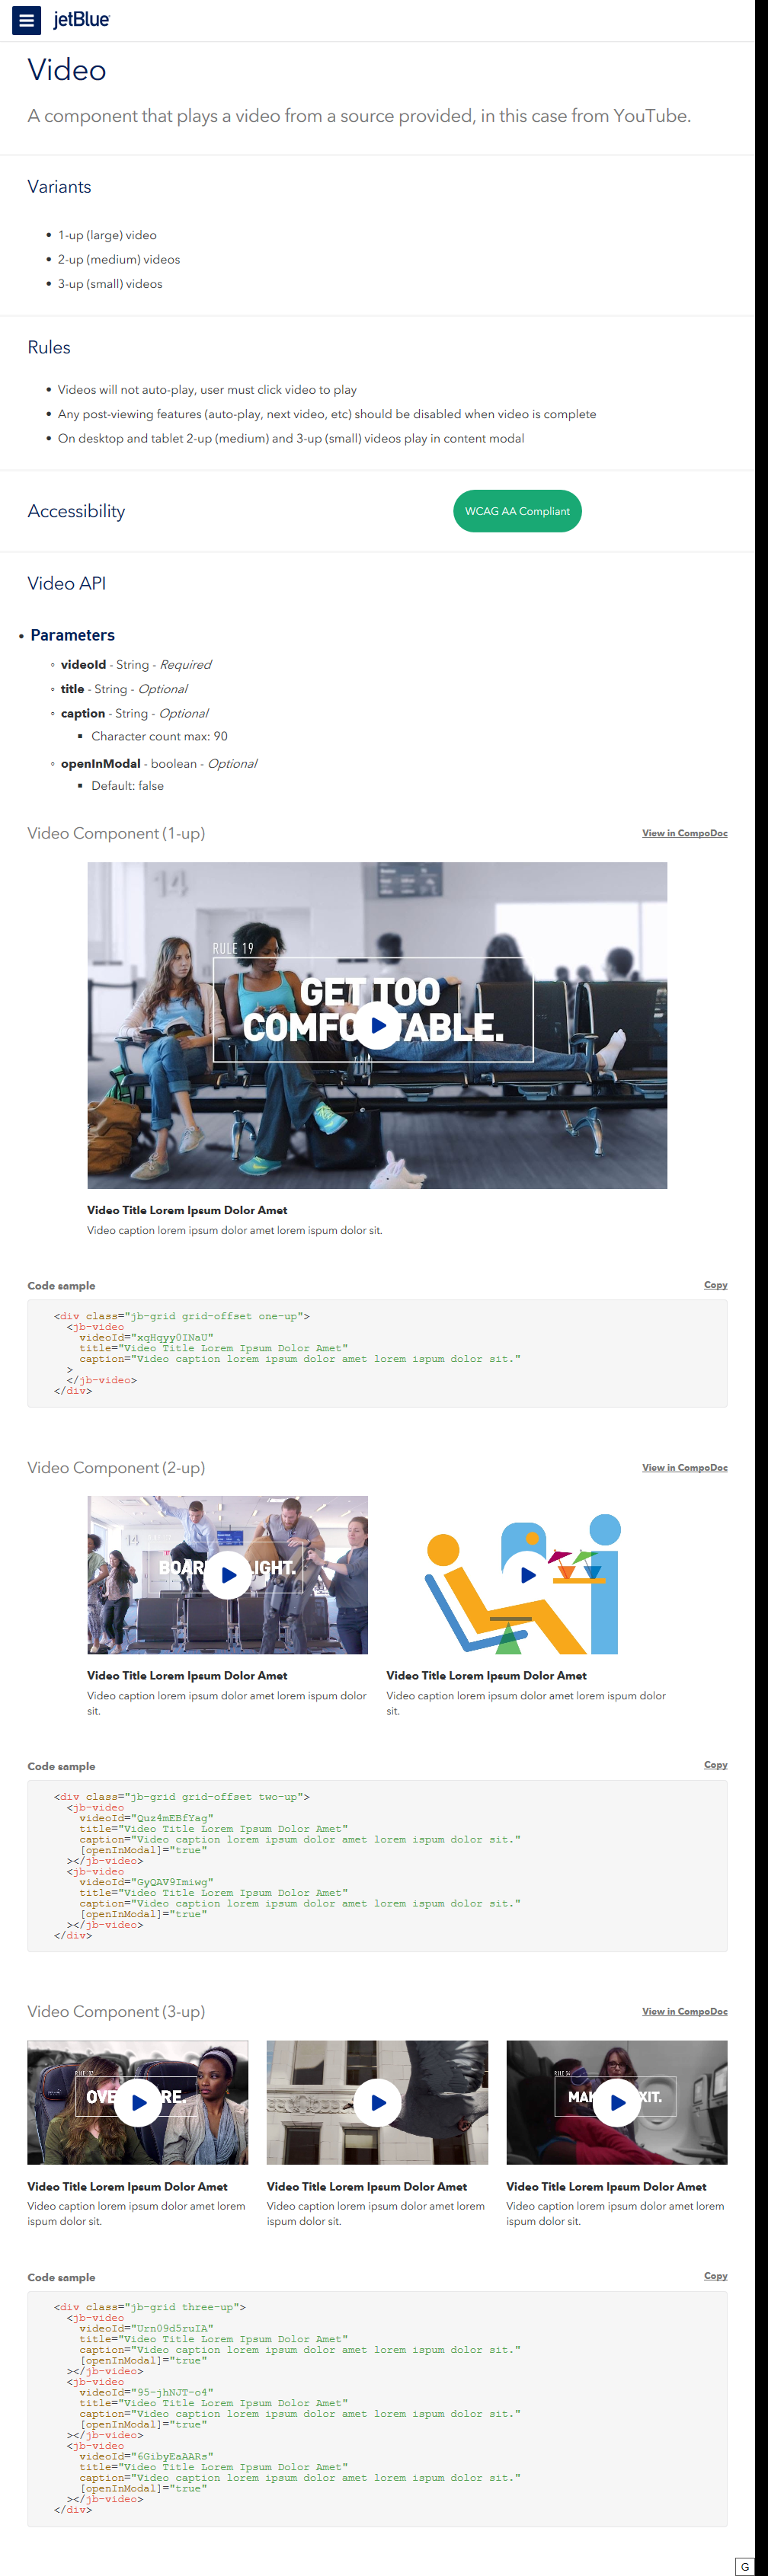 jetBlue
Video
A component that plays a video from a source provided, in this case from YouTube.
Variants
1-up (large) video
2-up (medium) videos
3-up (small) videos
Rules
Videos will not auto-play, user must click video to play
Any post-viewing features (auto-play, next video, etc) should be disabled when video is complete
On desktop and tablet 2-up (medium) and 3-up (small) videos play in content modal
Accessibility
WCAG AA Compliant
Video API
Parameters
videoId - String - Required
title - String - Optional
caption - String - Optional
Character count max: 90
openInModal - boolean - Optional
Default: false
Video Component (1-up)
View in CompoDoc
14
RULE 19
GET TOO
Video Title Lorem Ipsum Dolor Amet
Video caption lorem ipsum dolor amet lorem ispum dolor sit.
Code sample
Copy
<div class="jb-grid grid-offset one-up">
<jb-video
videoId="xqHqyy0INaU"
title="Video Title Lorem Ipsum Dolor Amet"
caption="Video caption lorem ipsum dolor amet lorem ispum dolor sit."
>
</jb-video>
</div>
Video Component (2-up)
View in CompoDoc
Video Title Lorem Ipsum Dolor Amet
Video caption lorem ipsum dolor amet lorem ispum dolor
sit.
Video Title Lorem Ipsum Dolor Amet
Video caption lorem ipsum dolor amet lorem ispum dolor
sit.
Code sample
Copy
<div class="jb-grid grid-offset two-up">
<jb-video
videoId="Quz4mEBfYag"
title="Video Title Lorem Ipsum Dolor Amet"
caption="Video caption lorem ipsum dolor amet lorem ispum dolor sit."
[openInModal]="true"
></jb-video>
<jb-video
videoId="GyQAV9Imiwg"
title="Video Title Lorem Ipsum Dolor Amet"
caption="Video caption lorem ipsum dolor amet lorem ispum dolor sit."
[openInModal]="true"
></jb-video>
</div>
Video Component (3-up)
View in CompoDoc
Video Title Lorem Ipsum Dolor Amet
Video caption lorem ipsum dolor amet lorem
ispum dolor sit.
Video Title Lorem Ipsum Dolor Amet
Video caption lorem ipsum dolor amet lorem
ispum dolor sit.
Video Title Lorem Ipsum Dolor Amet
Video caption lorem ipsum dolor amet lorem
ispum dolor sit.
Code sample
Copy
<div class="jb-grid three-up">
<jb-video
videoId="Urn09d5ruIA"
title="Video Title Lorem Ipsum Dolor Amet"
caption="Video caption lorem ipsum dolor amet lorem ispum dolor sit."
[openInModal]="true"
></jb-video>
<jb-video
videoId="95-jhNJT-o4"
title="Video Title Lorem Ipsum Dolor Amet"
caption="Video caption lorem ipsum dolor amet lorem ispum dolor sit."
[openInModal]="true"
></jb-video>
<jb-video
videoId="6GibyEaAARs"
title="Video Title Lorem Ipsum Dolor Amet"
caption="Video caption lorem ipsum dolor amet lorem ispum dolor sit."
[openInModal]="true"
></jb-video>
</div>
G